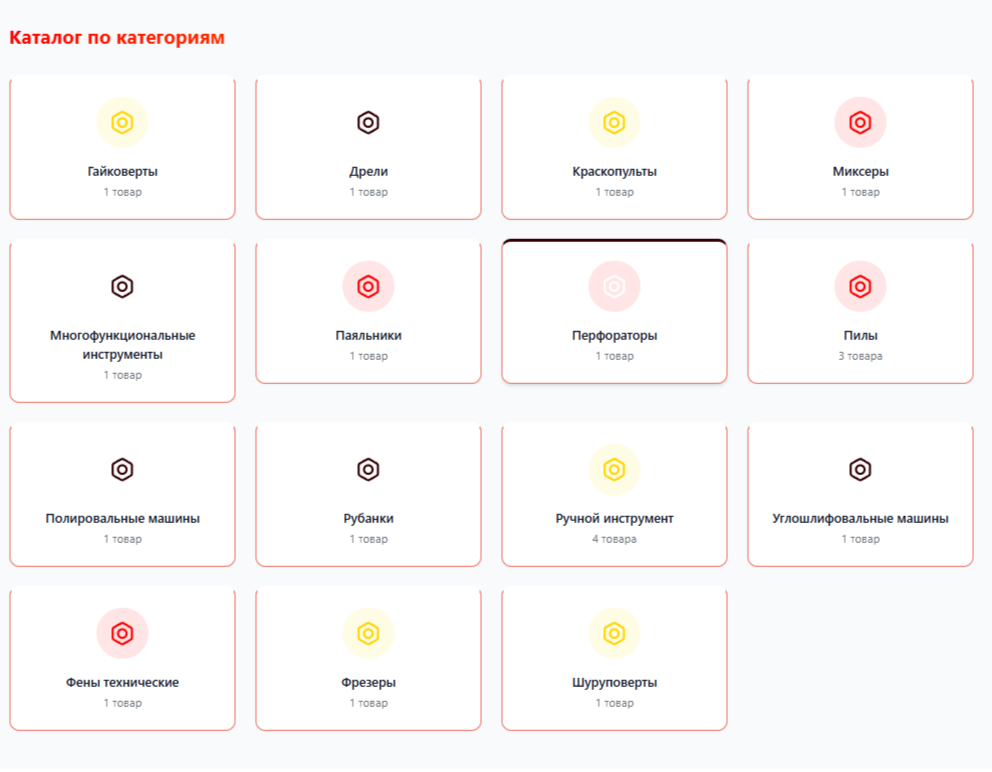 Каталог по категориям
Гайковерты
1 товар
Дрели
1 товар
Краскопульты
1 товар
Миксеры
1 товар
Многофункциональные
инструменты
1 товар
Паяльники
1 товар
Перфораторы
1 товар
Пилы
3 товара
Полировальные машины
1 товар
Рубанки
1 товар
Ручной инструмент
4 товара
Углошлифовальные машины
1 товар
Фены технические
1 товар
Фрезеры
1 товар
Шуруповерты
1 товар